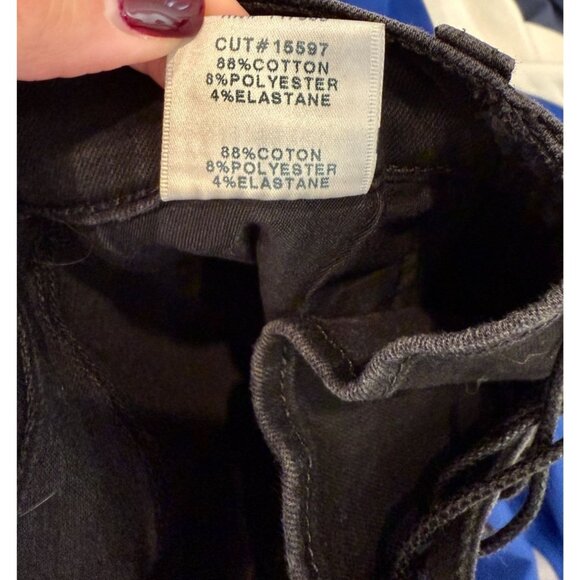 CUT#15597
88%COTTON
8%POLYESTER
4%ELASTANE
88%COTON
8%POLYESTER
4%ELASTANE